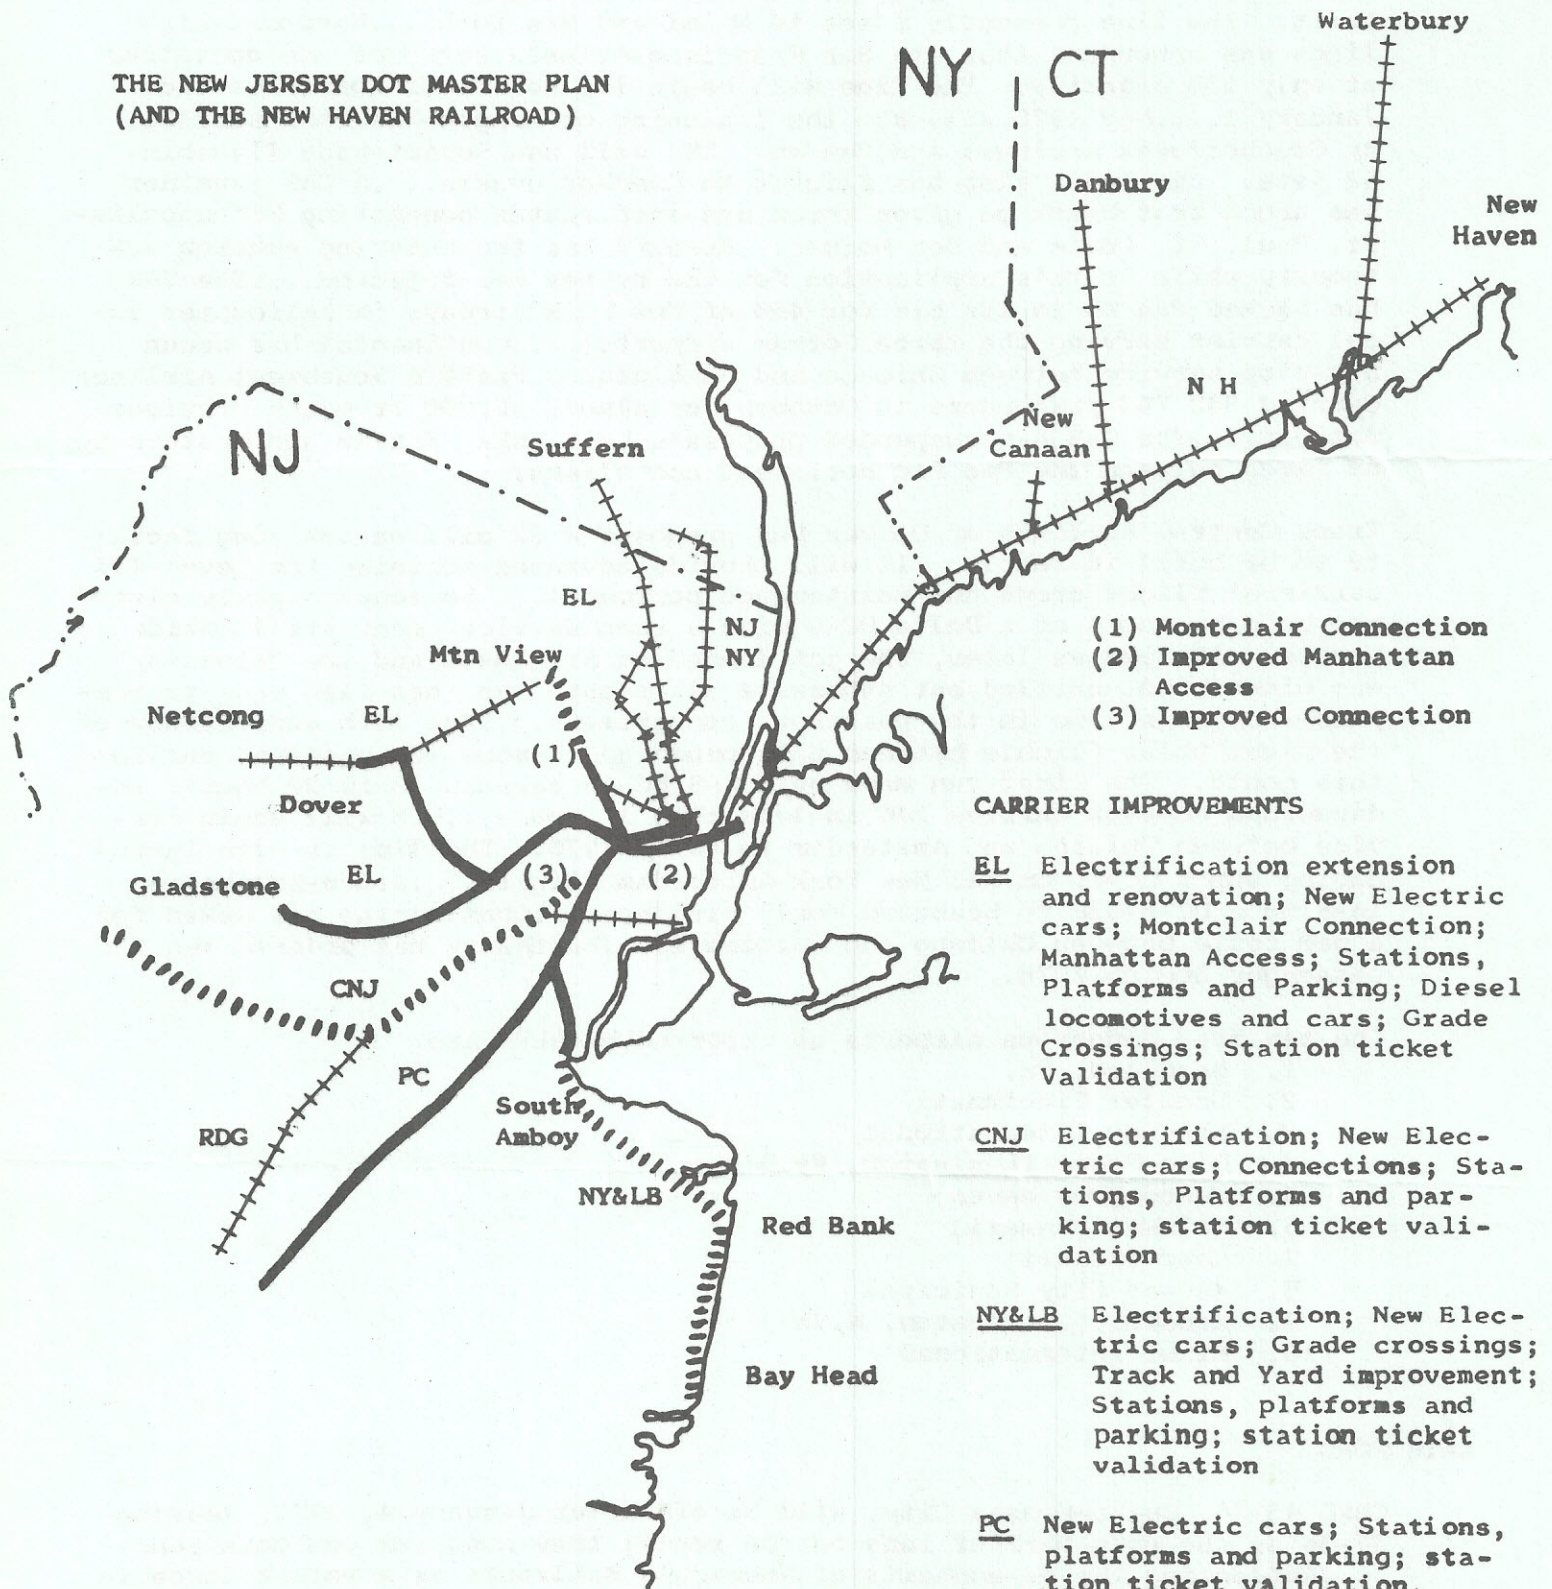 THE NEW JERSEY DOT MASTER PLAN
(AND THE NEW HAVEN RAILROAD)
NY CT
Waterbury
Danbury
New
Haven
NJ
Suffern
N H
New
Canaan
EL
NJ
NY
Mtn View
Netcong
EL
(1)
Dover
(1) Montclair Connection
(2) Improved Manhattan
Access
(3) Improved Connection
Gladstone
EL
(3)
(2)
CNJ
PC
RDG
South
Amboy
NY&LB
Red Bank
Bay Head
CARRIER IMPROVEMENTS
EL Electrification extension
and renovation; New Electric
cars; Montclair Connection;
Manhattan Access; Stations,
Platforms and Parking; Diesel
locomotives and cars; Grade
Crossings; Station ticket
Validation
CNJ Electrification; New Elec-
tric cars; Connections; Sta-
tions, Platforms and par-
king; station ticket vali-
dation
NY&LB Electrification; New Elec-
tric cars; Grade crossings;
Track and Yard improvement;
Stations, platforms and
parking; station ticket
validation
PC New Electric cars; Stations,
platforms and parking; sta-
tion ticket validation.